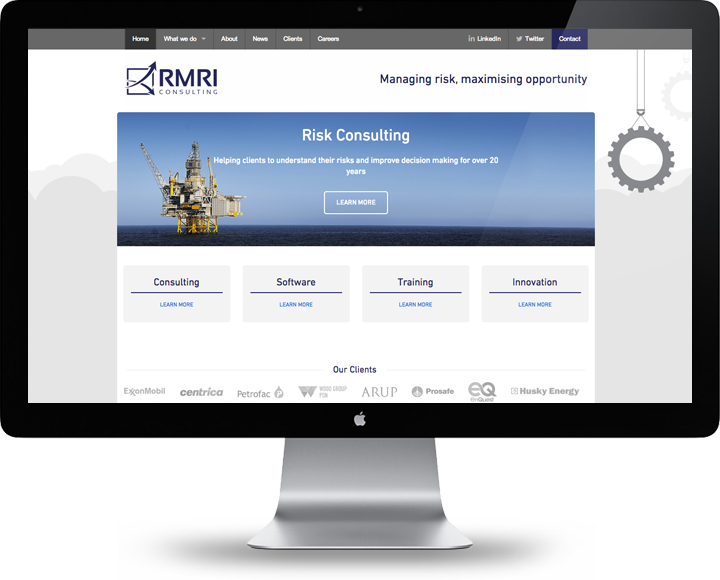 Home What we do About News Clients Careers LinkedIn Twitter Contact
RMRI
CONSULTING
Managing risk, maximising opportunity
Risk Consulting
Helping clients to understand their risks and improve decision making for over 20
years
LEARN MORE
Consulting Software Training Innovation
LEARN MORE LEARN MORE LEARN MORE LEARN MORE
Our Clients
ExxonMobil centrica Petrofac WOOD GROUP ARUP Prosafe EQ Husky Energy
PSN EnQuest